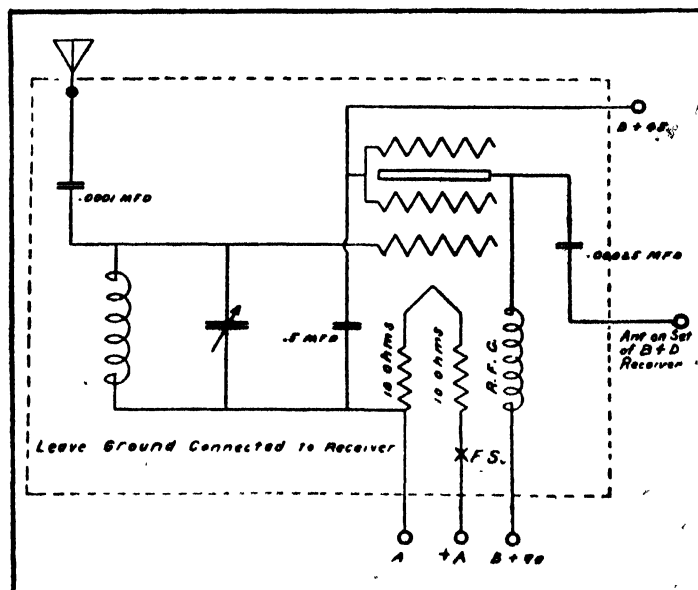 B + 45
.0001 MFD
.00025 MFD
.5 MFD
10 Ohms
10 Ohms
R.F.C.
Ant on Set
of B+D
Receiver
Leave Ground Connected to Receiver
F.S.
A
+A
B + 90